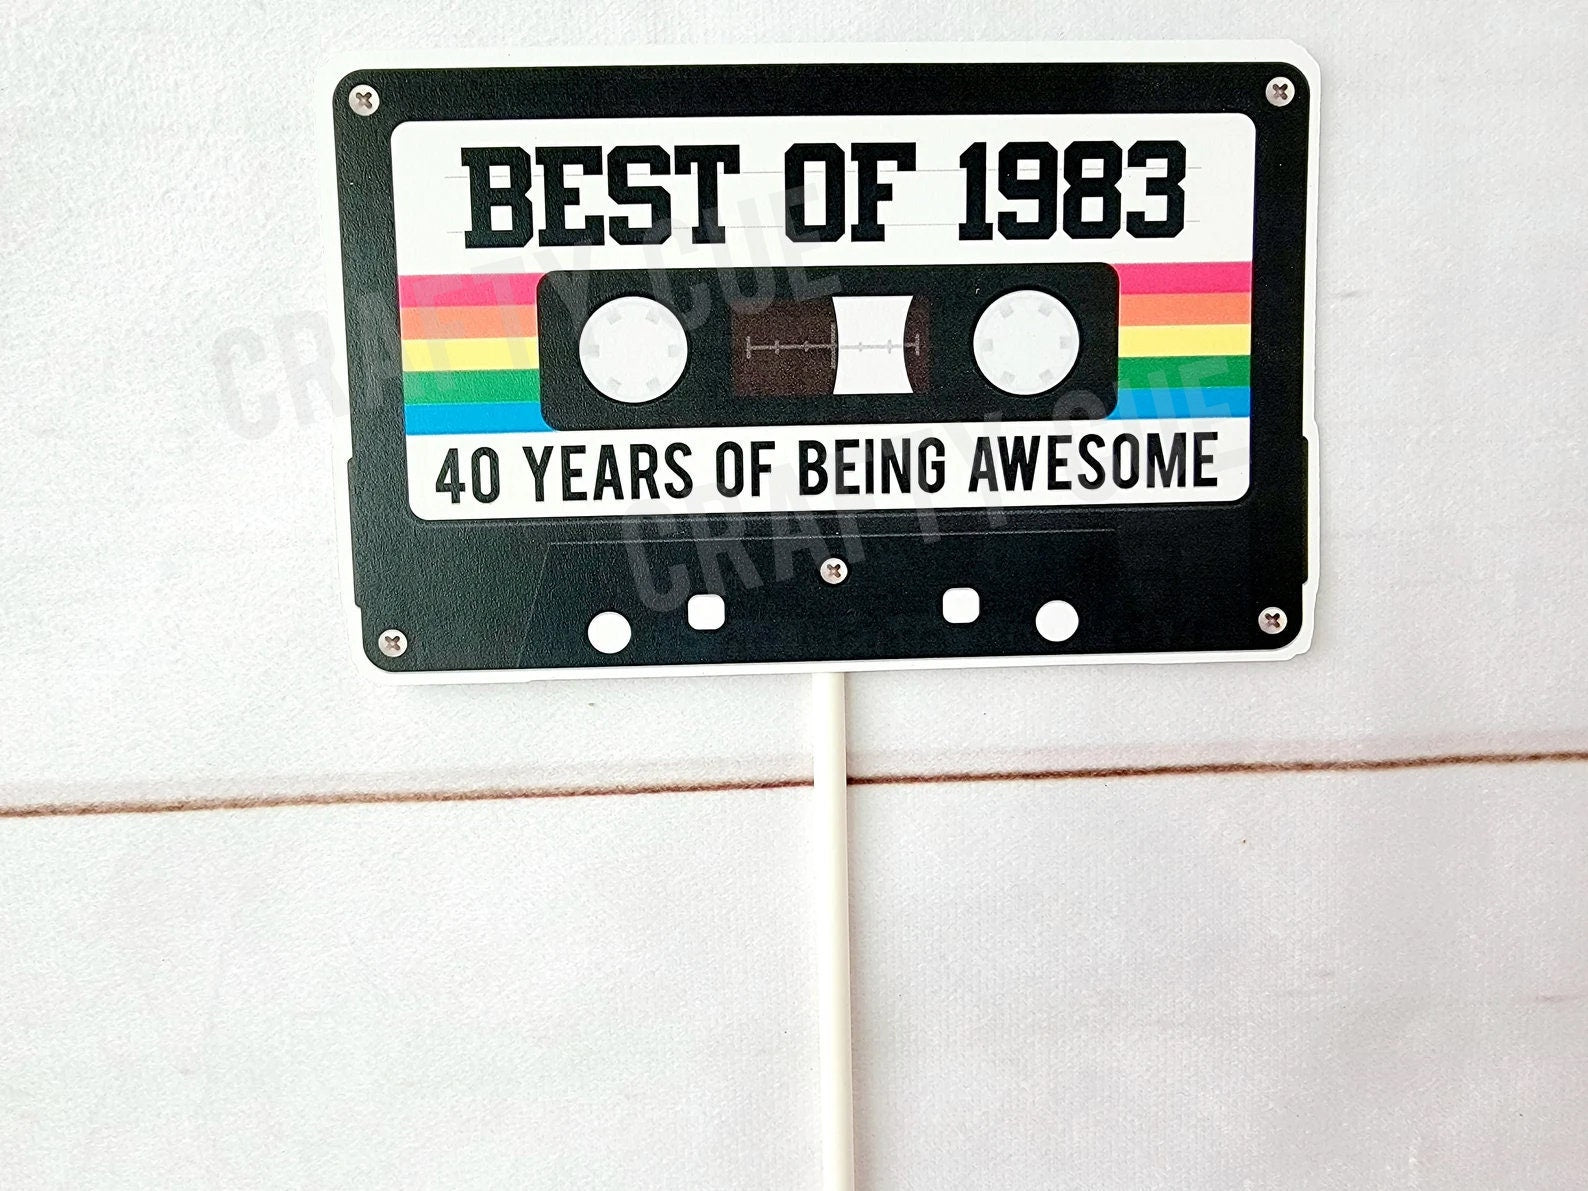 BEST OF 1983
40 YEARS OF BEING AWESOME
CRAFTY CUE
CRAFTY CUE